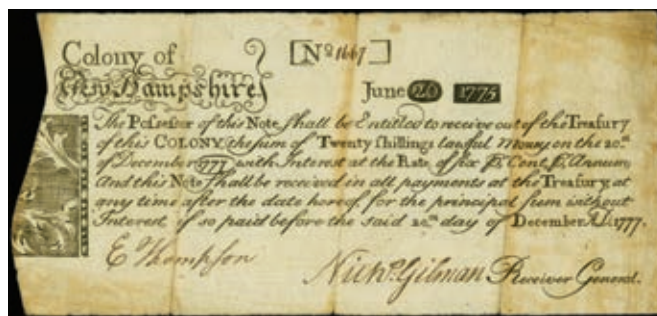 Colony of [No 1667]
New Hampshire June 20 1775
The Possessor of this Note Shall be Entitled to receive out of the Treasury
of this COLONY the sum of Twenty Shillings lawful Money on the 20.th
of December 1777 with Interest at the Rate of six P. Cent P. Annum,
And this Note Shall be received in all payments at the Treasury, at
any time after the date hereof, for the principal sum without
Interest, if so paid before the said 20.th day of December A.D. 1777.
E Thompson
Nichs. Gilman Receiver General.